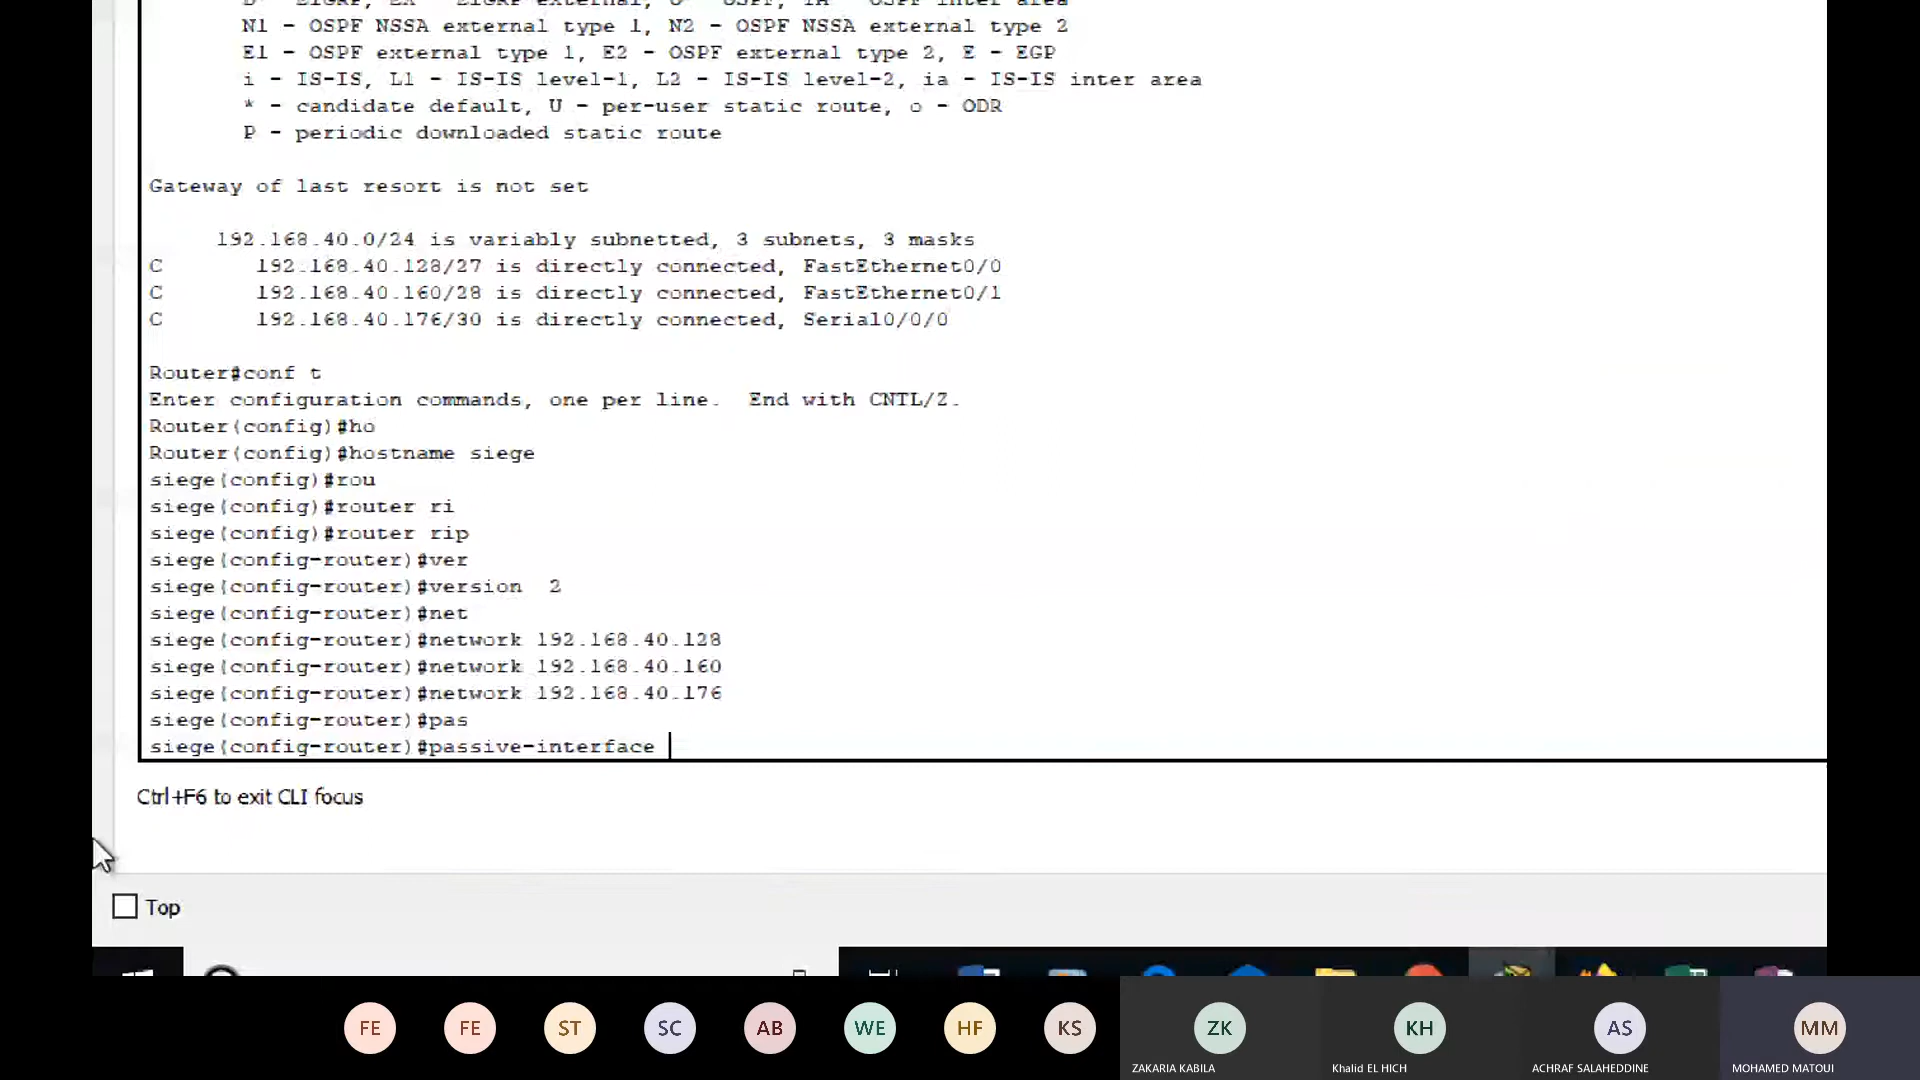 D - EIGRP, EX - EIGRP external, O - OSPF, IA - OSPF inter area
N1 - OSPF NSSA external type 1, N2 - OSPF NSSA external type 2
E1 - OSPF external type 1, E2 - OSPF external type 2, E - EGP
i - IS-IS, L1 - IS-IS level-1, L2 - IS-IS level-2, ia - IS-IS inter area
* - candidate default, U - per-user static route, o - ODR
P - periodic downloaded static route
Gateway of last resort is not set
192.168.40.0/24 is variably subnetted, 3 subnets, 3 masks
C 192.168.40.128/27 is directly connected, FastEthernet0/0
C 192.168.40.160/28 is directly connected, FastEthernet0/1
C 192.168.40.176/30 is directly connected, Serial0/0/0
Router#conf t
Enter configuration commands, one per line. End with CNTL/Z.
Router(config)#ho
Router(config)#hostname siege
siege(config)#rou
siege(config)#router ri
siege(config)#router rip
siege(config-router)#ver
siege(config-router)#version 2
siege(config-router)#net
siege(config-router)#network 192.168.40.128
siege(config-router)#network 192.168.40.160
siege(config-router)#network 192.168.40.176
siege(config-router)#pas
siege(config-router)#passive-interface
Ctrl+F6 to exit CLI focus
Top
FE FE ST SC AB WE HF KS ZK KH AS MM
ZAKARIA KABILA Khalid EL HICH ACHRAF SALAHEDDINE MOHAMED MATOUI